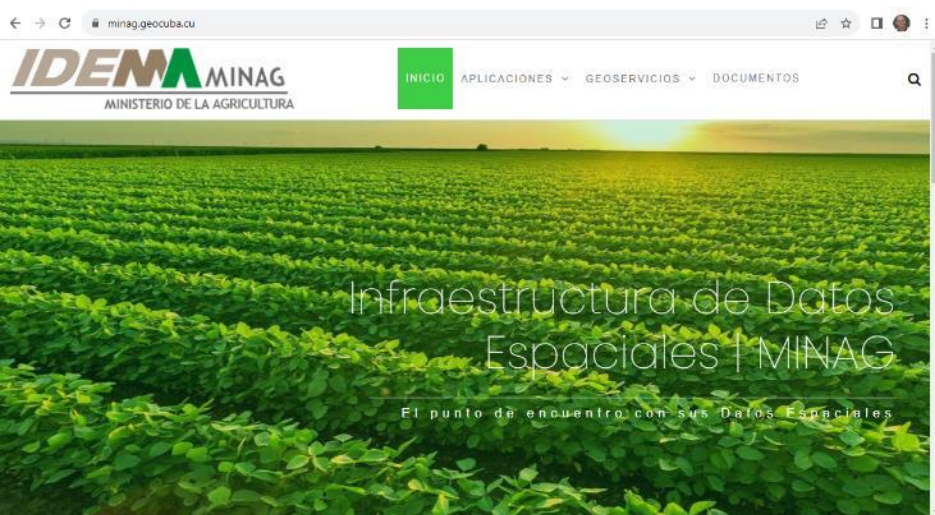 minag.geocuba.cu
IDEMA MINAG
MINISTERIO DE LA AGRICULTURA
INICIO APLICACIONES GEOSERVICIOS DOCUMENTOS
Infraestructura de Datos
Espaciales | MINAG
El punto de encuentro con sus Datos Espaciales